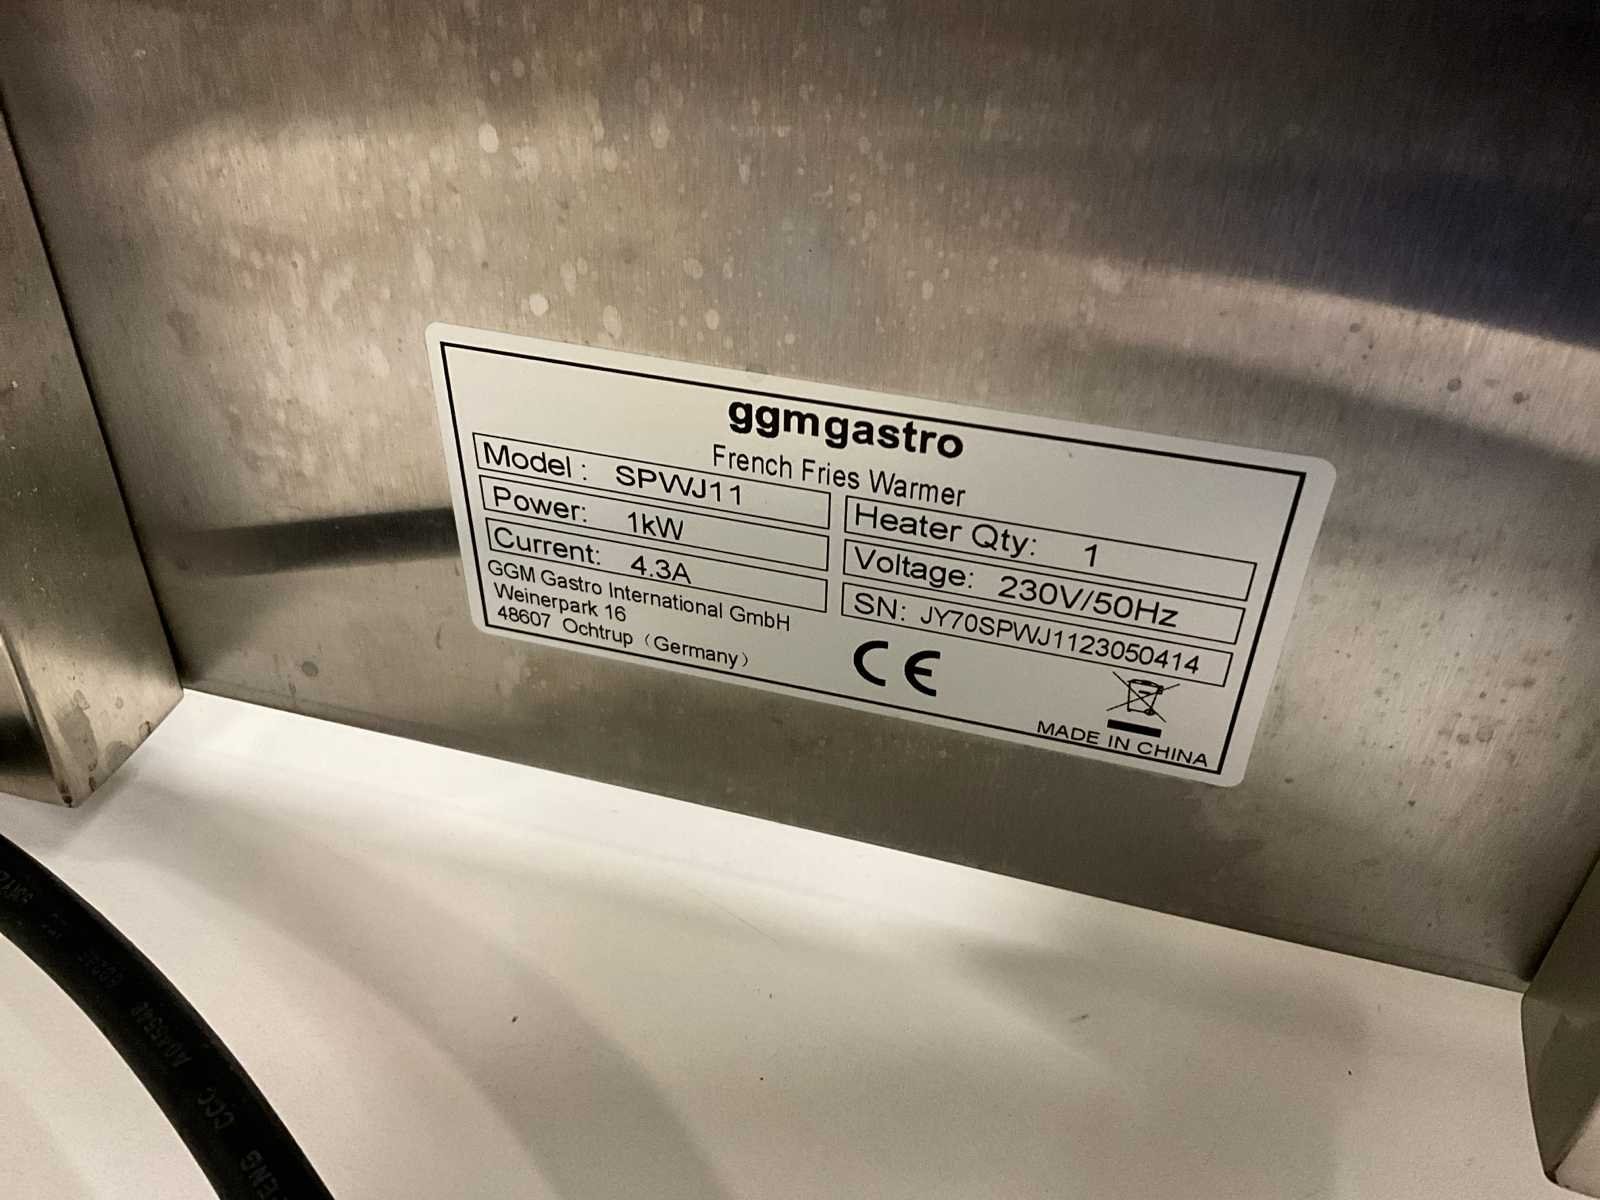 ggmgastro
French Fries Warmer
Model: SPWJ11
Heater Qty: 1
Power: 1kW
Voltage: 230V/50Hz
Current: 4.3A
SN: JY70SPWJ1123050414
GGM Gastro International GmbH
Weinerpark 16
48607 Ochtrup (Germany)
CE
MADE IN CHINA
CCC